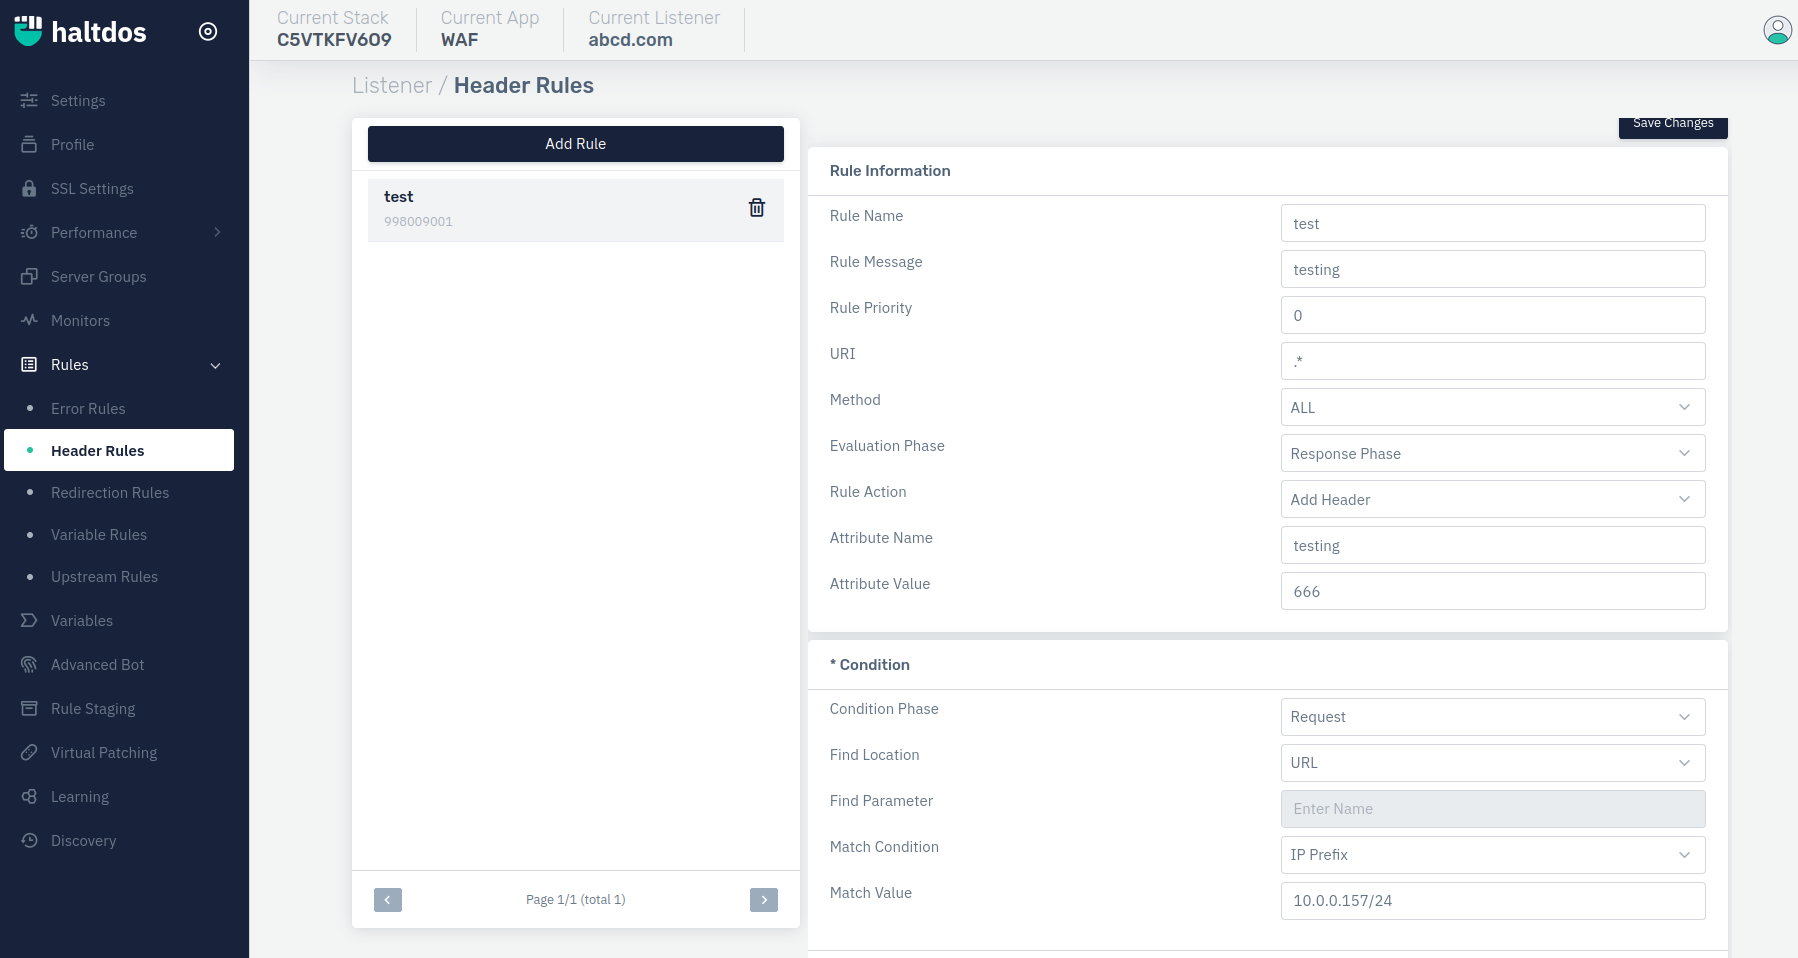 haltdos
Current Stack
C5VTKFV6O9
Current App
WAF
Current Listener
abcd.com
Settings
Profile
SSL Settings
Performance
Server Groups
Monitors
Rules
Error Rules
Header Rules
Redirection Rules
Variable Rules
Upstream Rules
Variables
Advanced Bot
Rule Staging
Virtual Patching
Learning
Discovery
Listener / Header Rules
Add Rule
test
998009001
Page 1/1 (total 1)
Save Changes
Rule Information
Rule Name
test
Rule Message
testing
Rule Priority
0
URI
.*
Method
ALL
Evaluation Phase
Response Phase
Rule Action
Add Header
Attribute Name
testing
Attribute Value
666
* Condition
Condition Phase
Request
Find Location
URL
Find Parameter
Enter Name
Match Condition
IP Prefix
Match Value
10.0.0.157/24